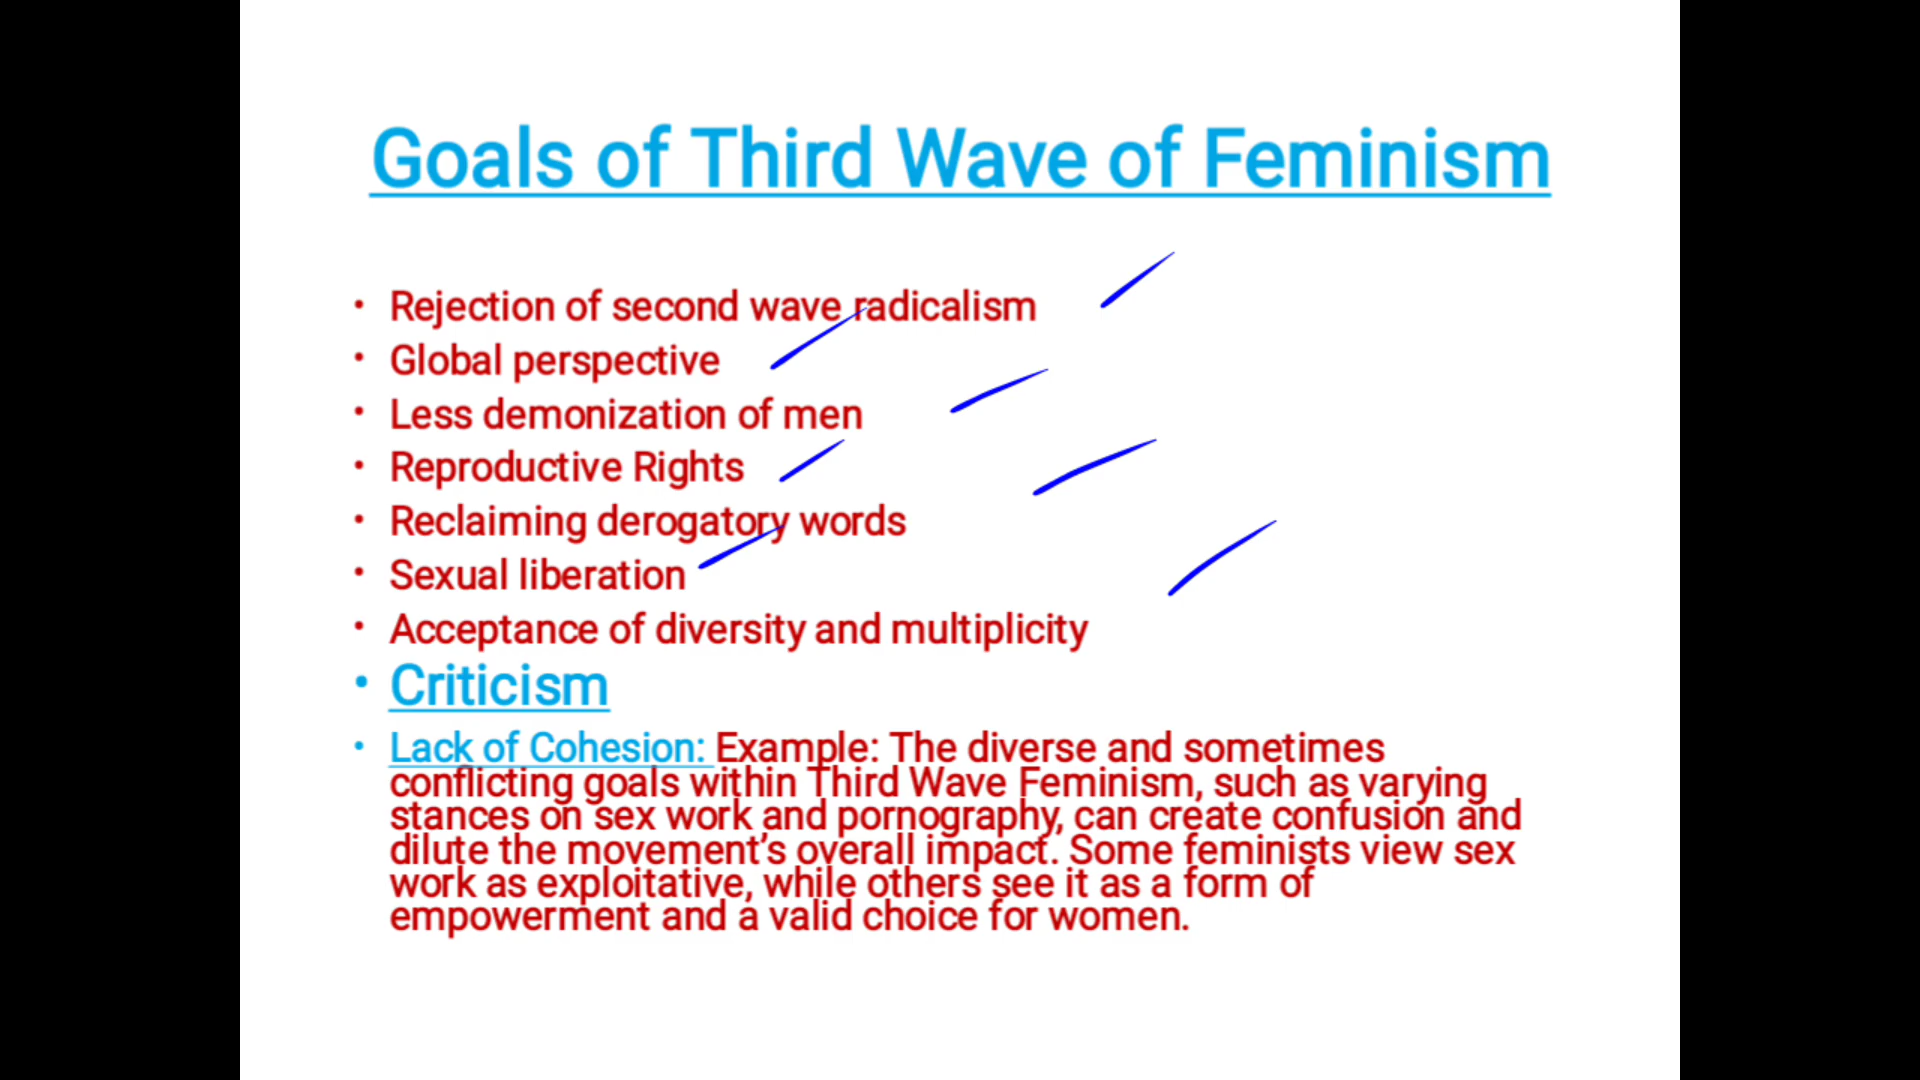 Goals of Third Wave of Feminism
• Rejection of second wave radicalism
• Global perspective
• Less demonization of men
• Reproductive Rights
• Reclaiming derogatory words
• Sexual liberation
• Acceptance of diversity and multiplicity
• Criticism
• Lack of Cohesion: Example: The diverse and sometimes
conflicting goals within Third Wave Feminism, such as varying
stances on sex work and pornography, can create confusion and
dilute the movement’s overall impact. Some feminists view sex
work as exploitative, while others see it as a form of
empowerment and a valid choice for women.